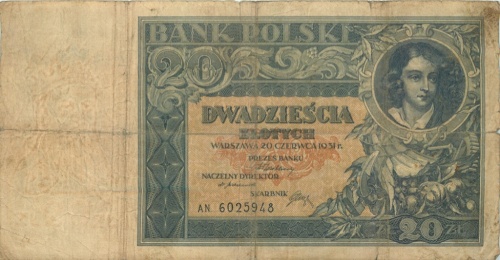 BANK POLSKI
20
DWADZIEŚCIA
ZŁOTYCH
WARSZAWA 20 CZERWCA 1931 r.
PREZES BANKU
NACZELNY DYREKTOR
SKARBNIK
AN 6025948
20 ZŁ